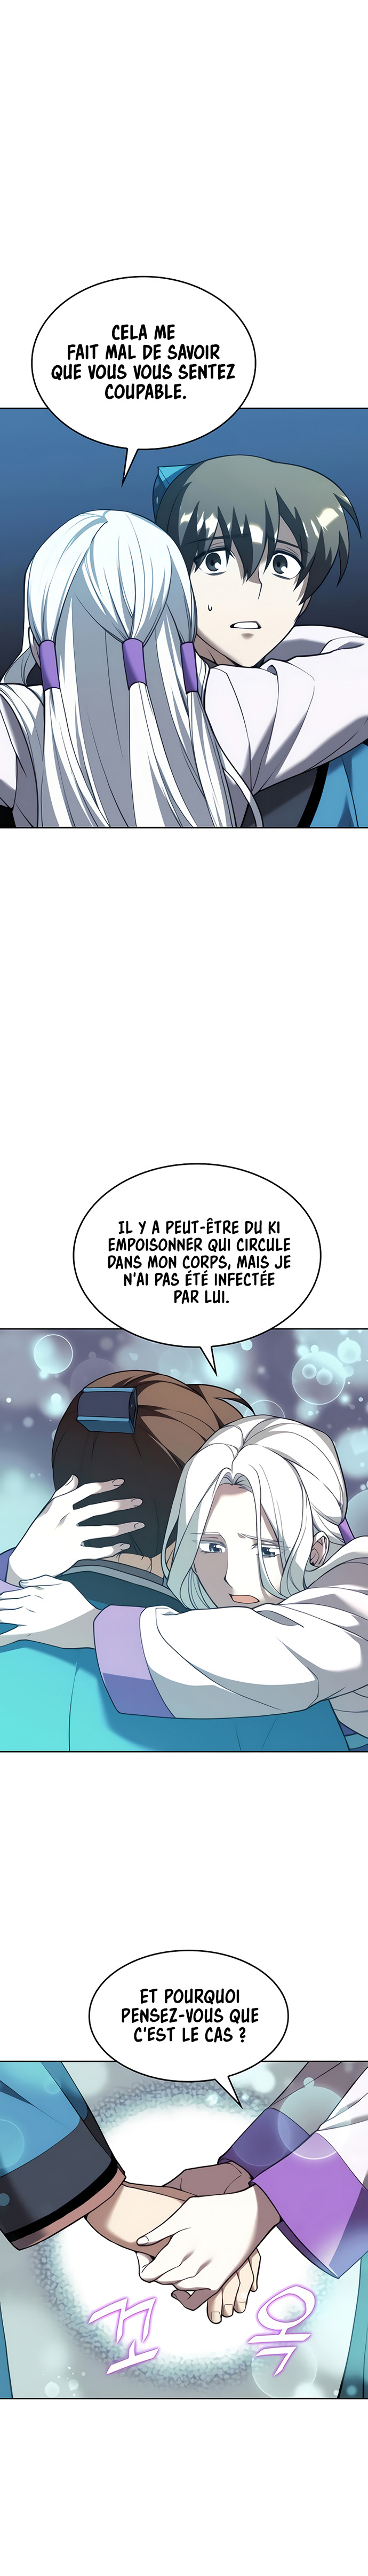 CELA ME
FAIT MAL DE SAVOIR
QUE VOUS VOUS SENTEZ
COUPABLE.
IL Y A PEUT-ÊTRE DU KI
EMPOISONNER QUI CIRCULE
DANS MON CORPS, MAIS JE
N'AI PAS ÉTÉ INFECTÉE
PAR LUI.
ET POURQUOI
PENSEZ-VOUS QUE
C'EST LE CAS ?
꼬옥